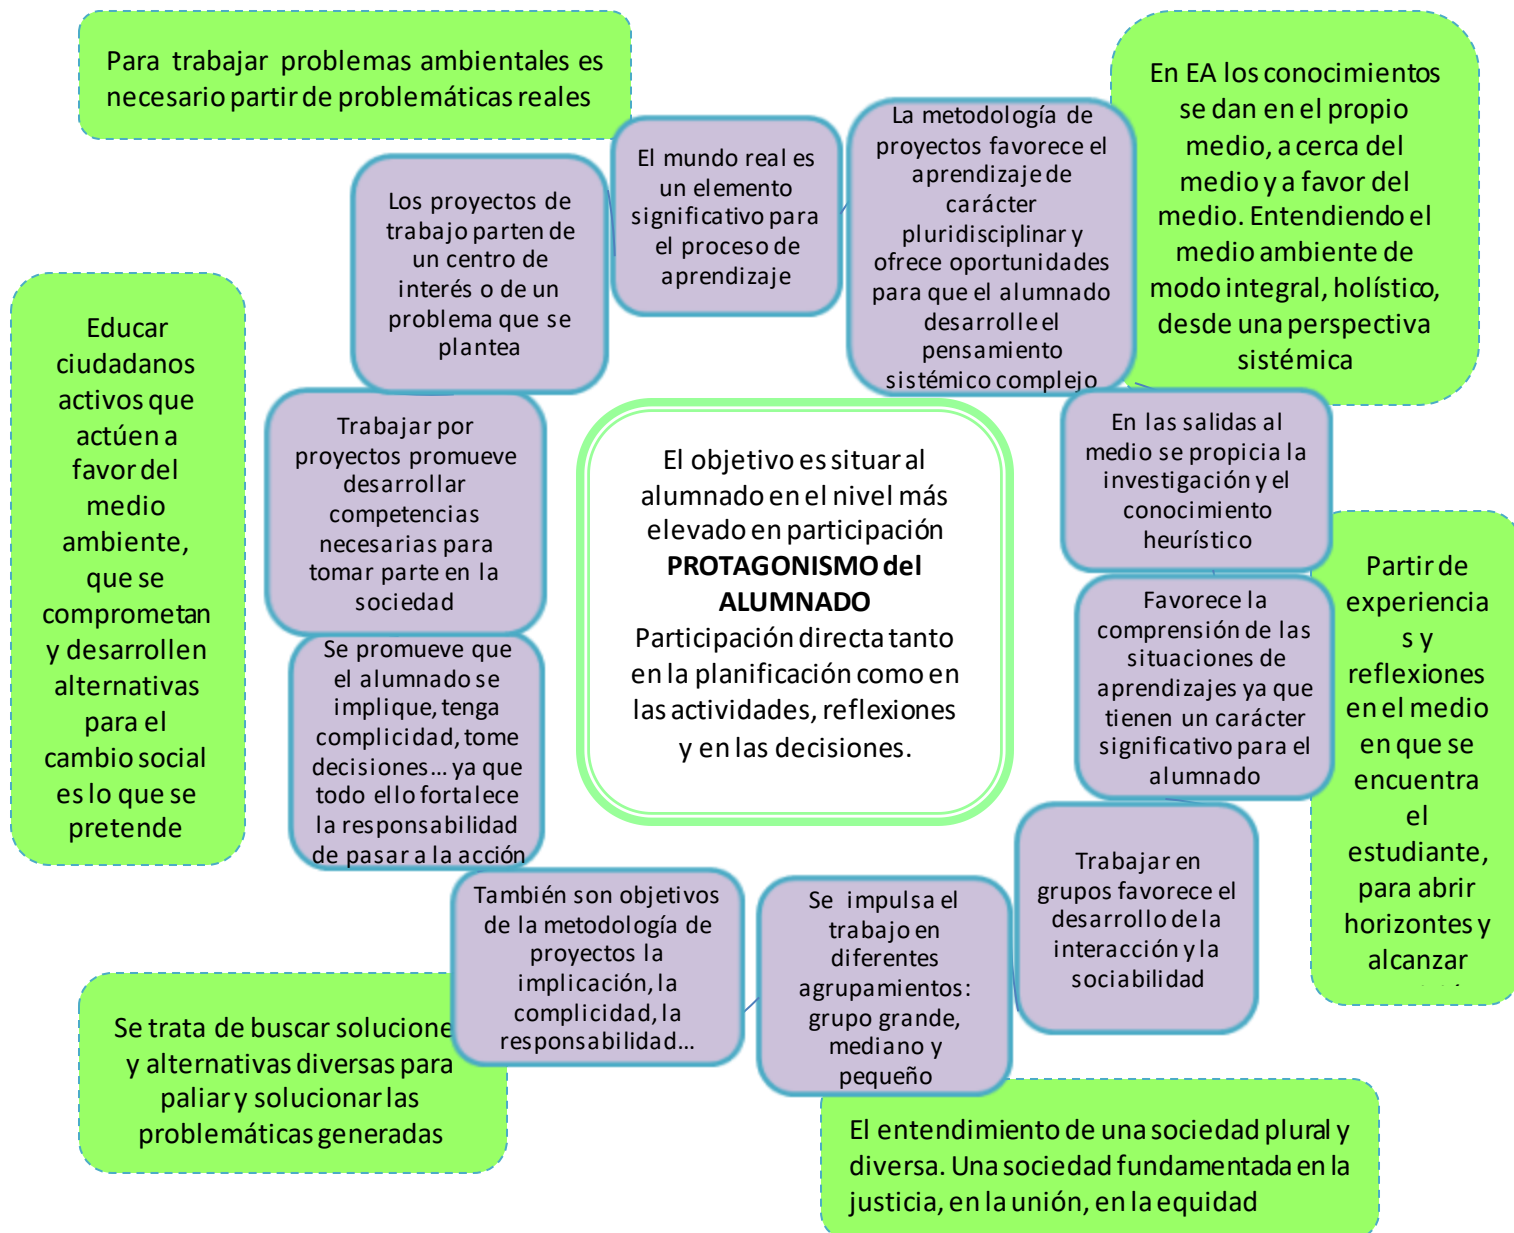 Para trabajar problemas ambientales es
necesario partir de problemáticas reales
En EA los conocimientos
se dan en el propio
medio, a cerca del
medio y a favor del
medio. Entendiendo el
medio ambiente de
modo integral, holístico,
desde una perspectiva
sistémica
La metodología de
proyectos favorece el
aprendizaje de
carácter
pluridisciplinar y
ofrece oportunidades
para que el alumnado
desarrolle el
pensamiento
sistémico complejo
El mundo real es
un elemento
significativo para
el proceso de
aprendizaje
Los proyectos de
trabajo parten de
un centro de
interés o de un
problema que se
plantea
Educar
ciudadanos
activos que
actúen a
favor del
medio
ambiente,
que se
comprometan
y desarrollen
alternativas
para el
cambio social
es lo que se
pretende
Trabajar por
proyectos promueve
desarrollar
competencias
necesarias para
tomar parte en la
sociedad
El objetivo es situar al
alumnado en el nivel más
elevado en participación
PROTAGONISMO del
ALUMNADO
Participación directa tanto
en la planificación como en
las actividades, reflexiones
y en las decisiones.
En las salidas al
medio se propicia la
investigación y el
conocimiento
heurístico
Partir de
experiencia
s y
reflexiones
en el medio
en que se
encuentra
el
estudiante,
para abrir
horizontes y
alcanzar
Favorece la
comprensión de las
situaciones de
aprendizajes ya que
tienen un carácter
significativo para el
alumnado
Se promueve que
el alumnado se
implique, tenga
complicidad, tome
decisiones... ya que
todo ello fortalece
la responsabilidad
de pasar a la acción
Trabajar en
grupos favorece el
desarrollo de la
interacción y la
sociabilidad
Se impulsa el
trabajo en
diferentes
agrupamientos:
grupo grande,
mediano y
pequeño
También son objetivos
de la metodología de
proyectos la
implicación, la
complicidad, la
responsabilidad...
Se trata de buscar solucione
y alternativas diversas para
paliar y solucionar las
problemáticas generadas
El entendimiento de una sociedad plural y
diversa. Una sociedad fundamentada en la
justicia, en la unión, en la equidad